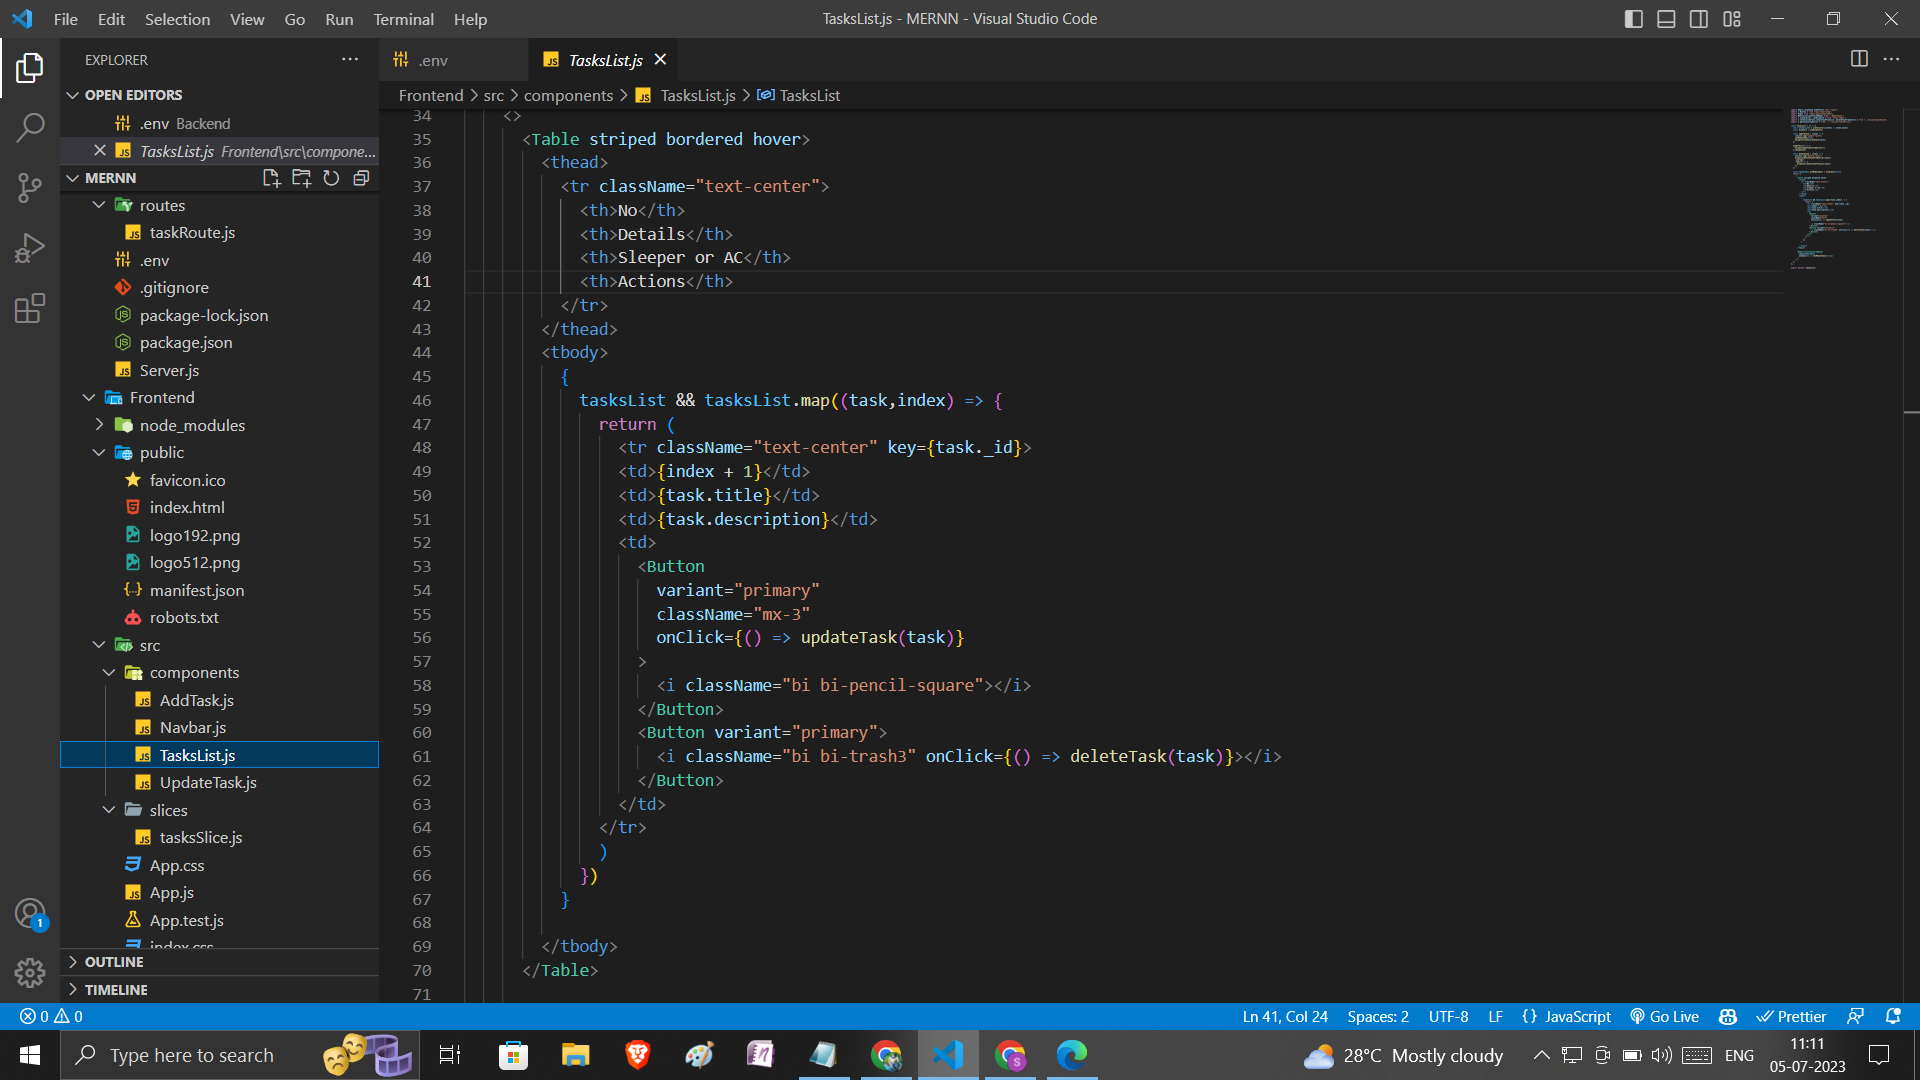 File Edit Selection View Go Run Terminal Help
TasksList.js - MERNN - Visual Studio Code
EXPLORER
OPEN EDITORS
.env Backend
TasksList.js Frontend\src\compone...
MERNN
routes
taskRoute.js
.env
.gitignore
package-lock.json
package.json
Server.js
Frontend
node_modules
public
favicon.ico
index.html
logo192.png
logo512.png
manifest.json
robots.txt
src
components
AddTask.js
Navbar.js
TasksList.js
UpdateTask.js
slices
tasksSlice.js
App.css
App.js
App.test.js
index.css
OUTLINE
TIMELINE
.env
TasksList.js
Frontend > src > components > TasksList.js > TasksList
34 <>
35 <Table striped bordered hover>
36 <thead>
37 <tr className="text-center">
38 <th>No</th>
39 <th>Details</th>
40 <th>Sleeper or AC</th>
41 <th>Actions</th>
42 </tr>
43 </thead>
44 <tbody>
45 {
46 tasksList && tasksList.map((task,index) => {
47 return (
48 <tr className="text-center" key={task._id}>
49 <td>{index + 1}</td>
50 <td>{task.title}</td>
51 <td>{task.description}</td>
52 <td>
53 <Button
54 variant="primary"
55 className="mx-3"
56 onClick={() => updateTask(task)}
57 >
58 <i className="bi bi-pencil-square"></i>
59 </Button>
60 <Button variant="primary">
61 <i className="bi bi-trash3" onClick={() => deleteTask(task)}></i>
62 </Button>
63 </td>
64 </tr>
65 )
66 })
67 }
68
69 </tbody>
70 </Table>
71
1
0 0
Ln 41, Col 24 Spaces: 2 UTF-8 LF {} JavaScript Go Live Prettier
Type here to search
28°C Mostly cloudy
ENG
11:11
05-07-2023